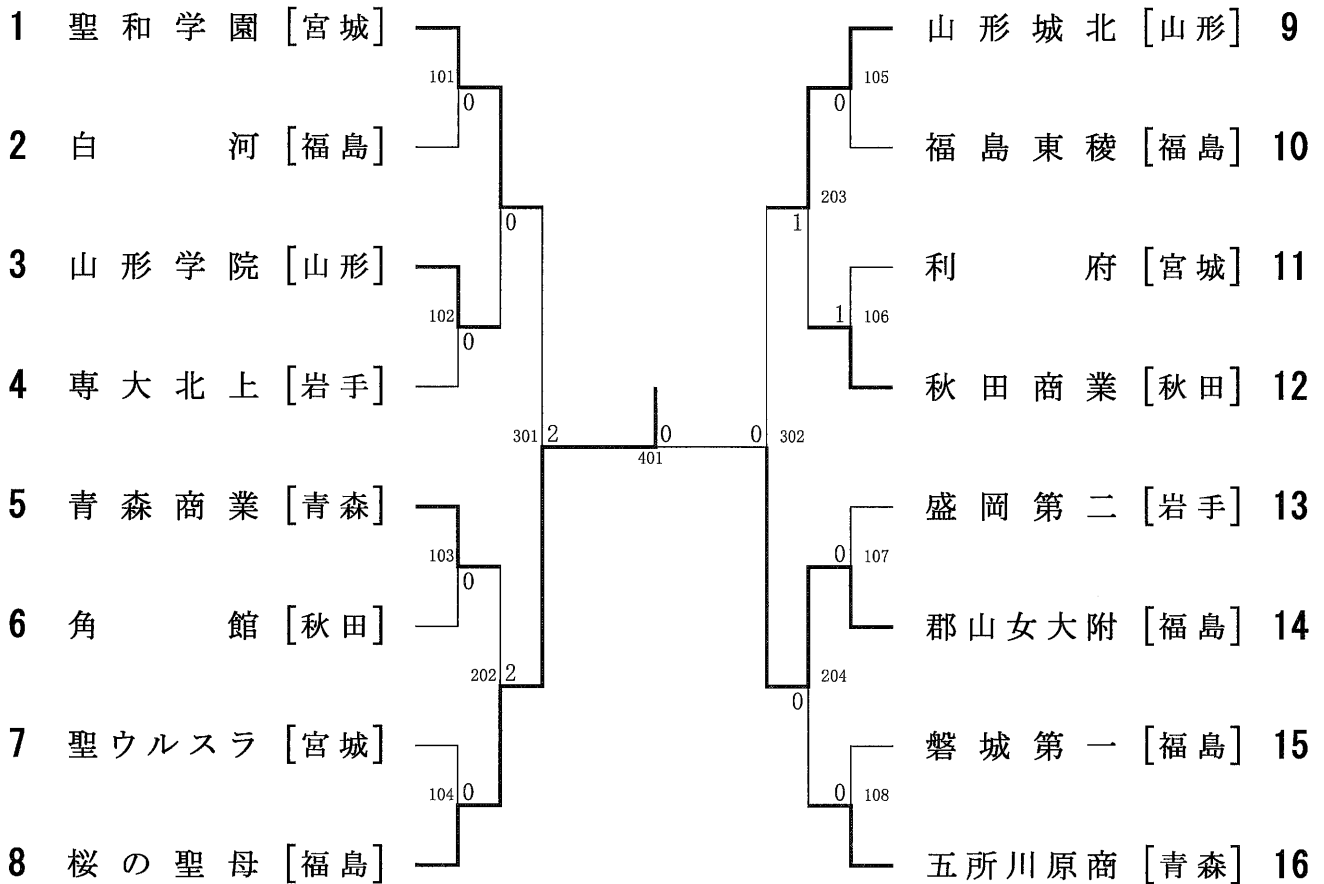 1 聖和学園 [宮城]
101
0
2 白河 [福島]
0
3 山形学院 [山形]
102
0
4 専大北上 [岩手]
301 2
5 青森商業 [青森]
103
0
6 角館 [秋田]
202 2
7 聖ウルスラ [宮城]
104 0
8 桜の聖母 [福島]
0
401
山形城北 [山形] 9
105
0
福島東稜 [福島] 10
203
1
利府 [宮城] 11
1 106
秋田商業 [秋田] 12
0 302
盛岡第二 [岩手] 13
0 107
郡山女大附 [福島] 14
204
0
磐城第一 [福島] 15
0 108
五所川原商 [青森] 16